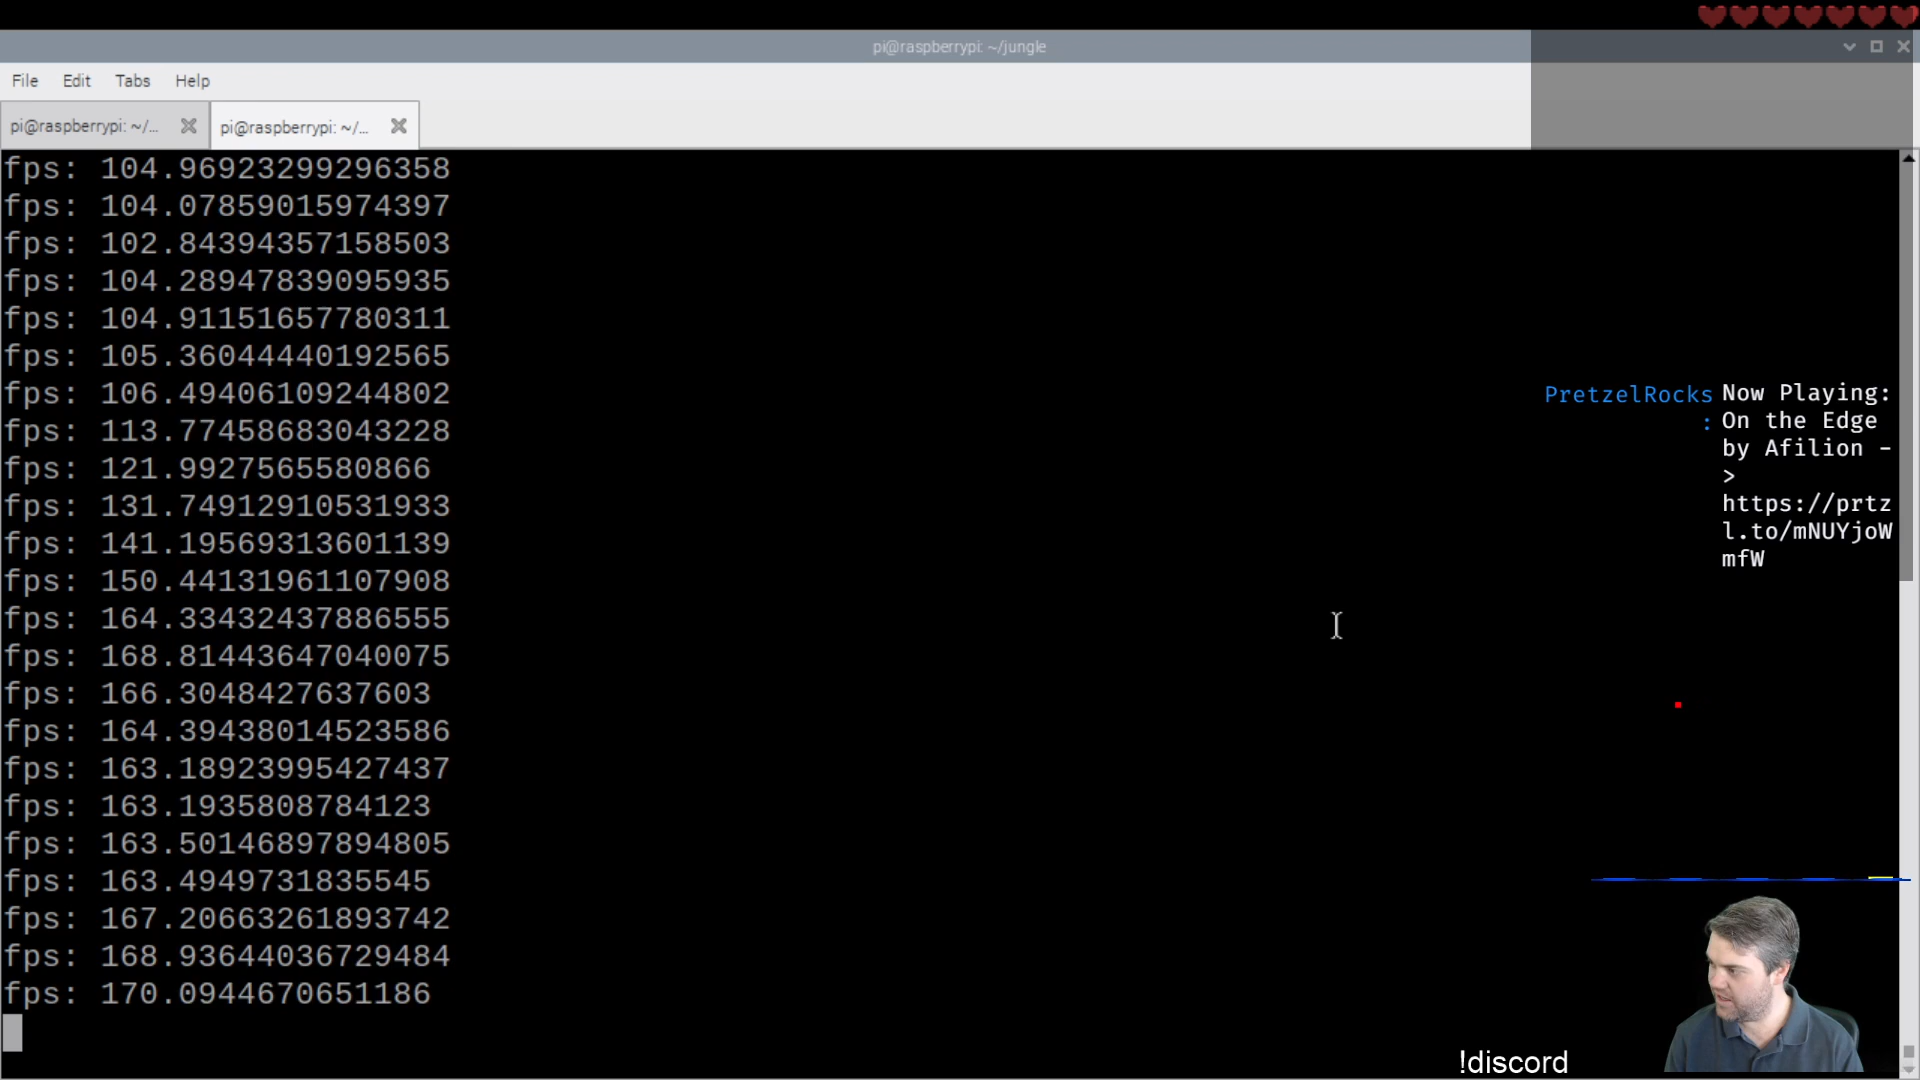 pi@raspberrypi: ~/jungle
File Edit Tabs Help
pi@raspberrypi: ~/...
pi@raspberrypi: ~/...
fps: 104.96923299296358
fps: 104.07859015974397
fps: 102.84394357158503
fps: 104.28947839095935
fps: 104.91151657780311
fps: 105.36044440192565
fps: 106.49406109244802
fps: 113.77458683043228
fps: 121.9927565580866
fps: 131.74912910531933
fps: 141.19569313601139
fps: 150.44131961107908
fps: 164.33432437886555
fps: 168.81443647040075
fps: 166.3048427637603
fps: 164.39438014523586
fps: 163.18923995427437
fps: 163.1935808784123
fps: 163.50146897894805
fps: 163.4949731835545
fps: 167.20663261893742
fps: 168.93644036729484
fps: 170.0944670651186
PretzelRocks Now Playing:
: On the Edge
by Afilion -
>
https://prtz
l.to/mNUYjoW
mfW
!discord